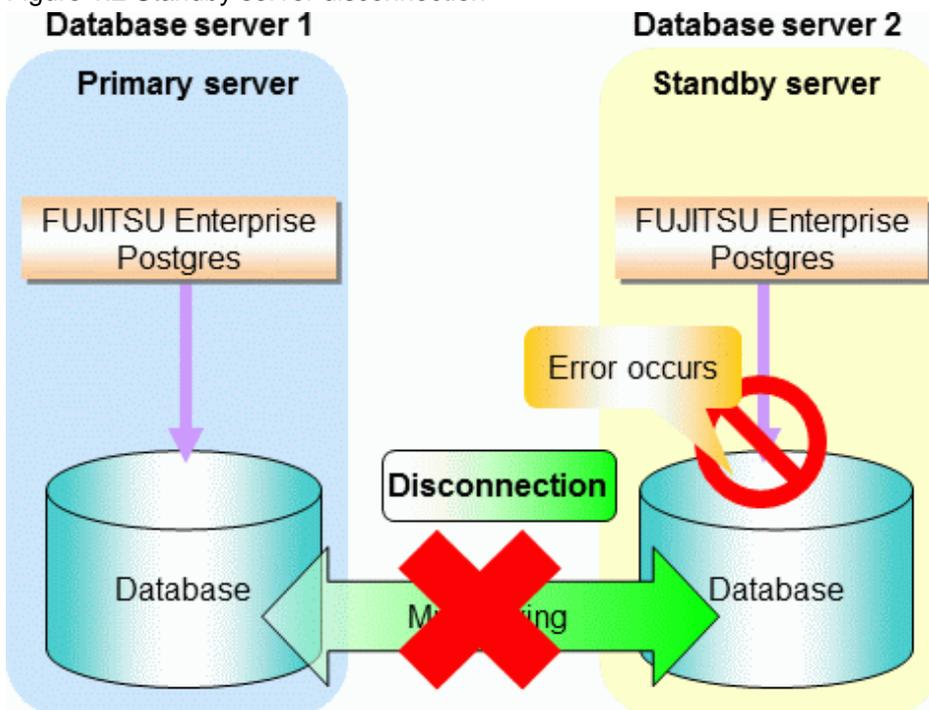 Database server 1
Database server 2
Primary server
Standby server
FUJITSU Enterprise
Postgres
FUJITSU Enterprise
Postgres
Error occurs
Disconnection
Database
Database